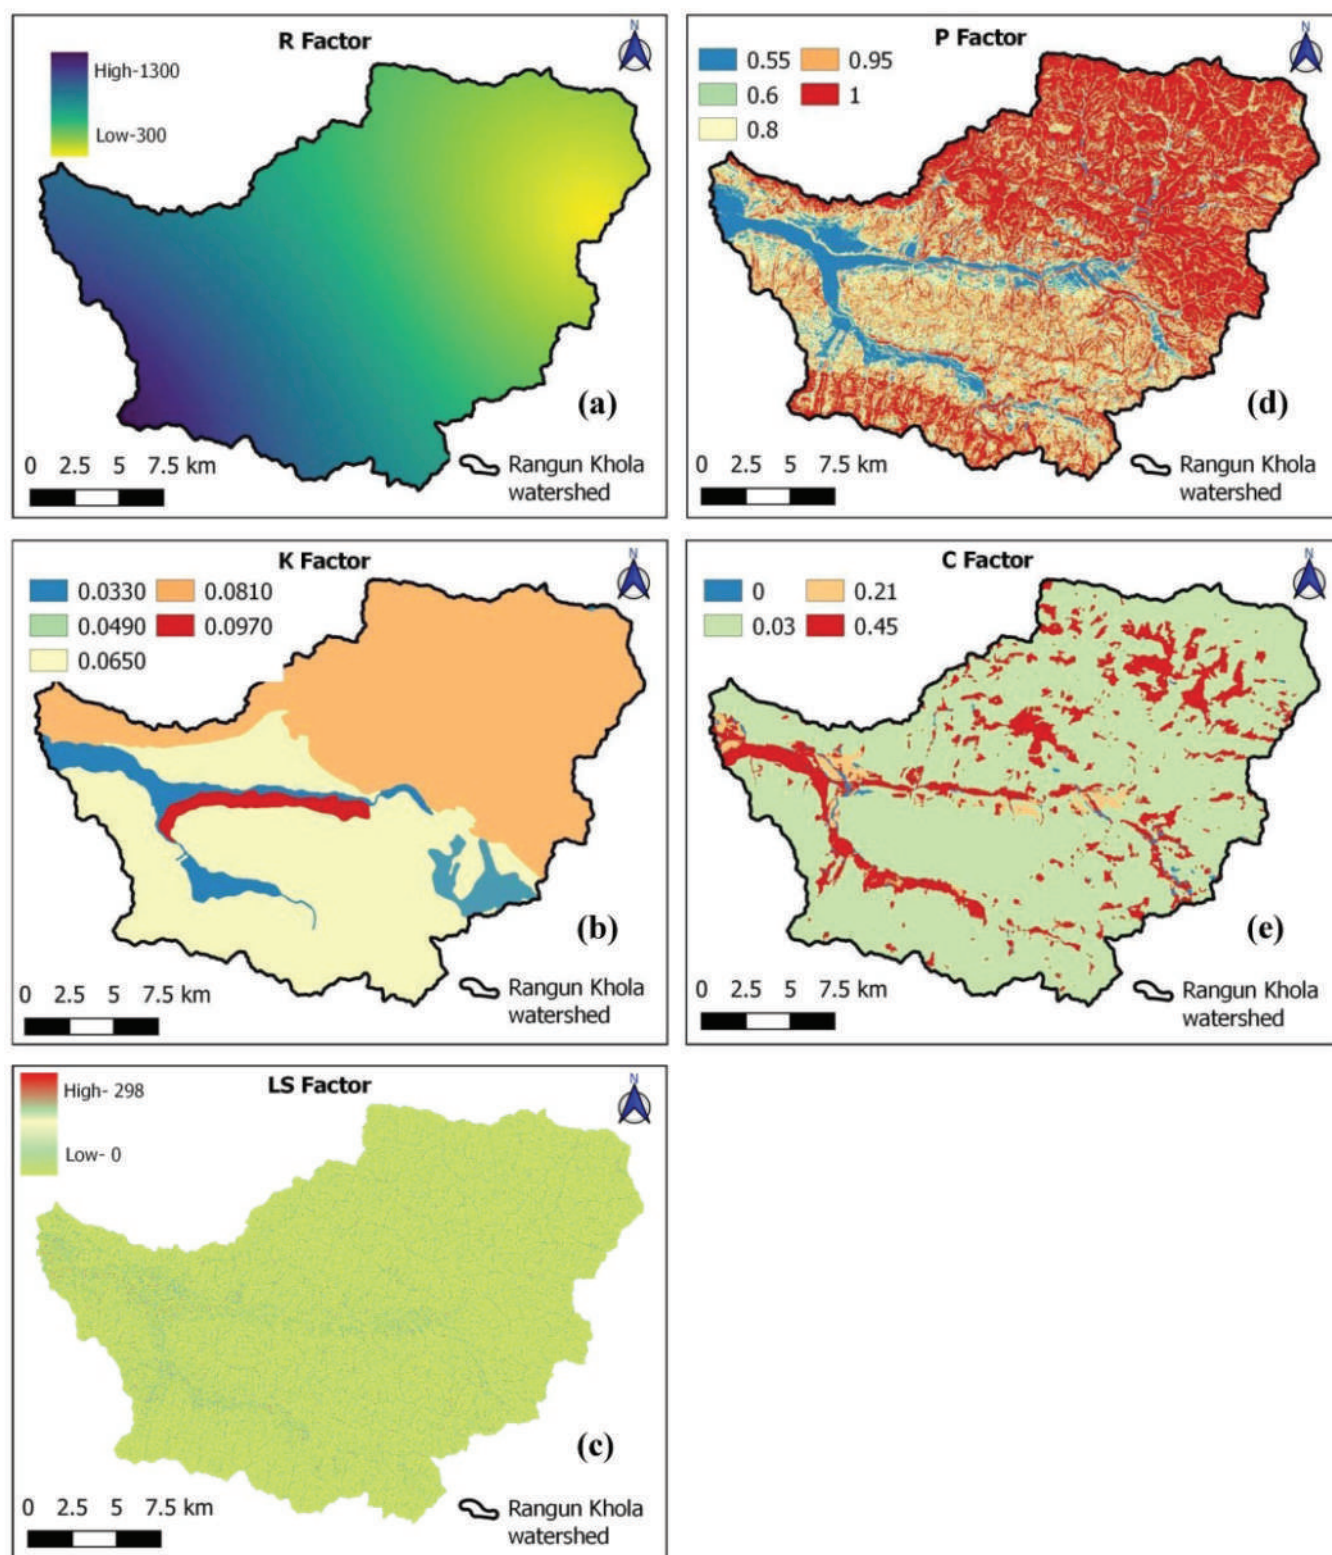 R Factor
N
High-1300
Low-300
(a)
0 2.5 5 7.5 km
Rangun Khola
watershed
P Factor
N
0.55 0.95
0.6 1
0.8
(d)
0 2.5 5 7.5 km
Rangun Khola
watershed
K Factor
N
0.0330 0.0810
0.0490 0.0970
0.0650
(b)
0 2.5 5 7.5 km
Rangun Khola
watershed
C Factor
N
0 0.21
0.03 0.45
(e)
0 2.5 5 7.5 km
Rangun Khola
watershed
LS Factor
N
High- 298
Low- 0
(c)
0 2.5 5 7.5 km
Rangun Khola
watershed